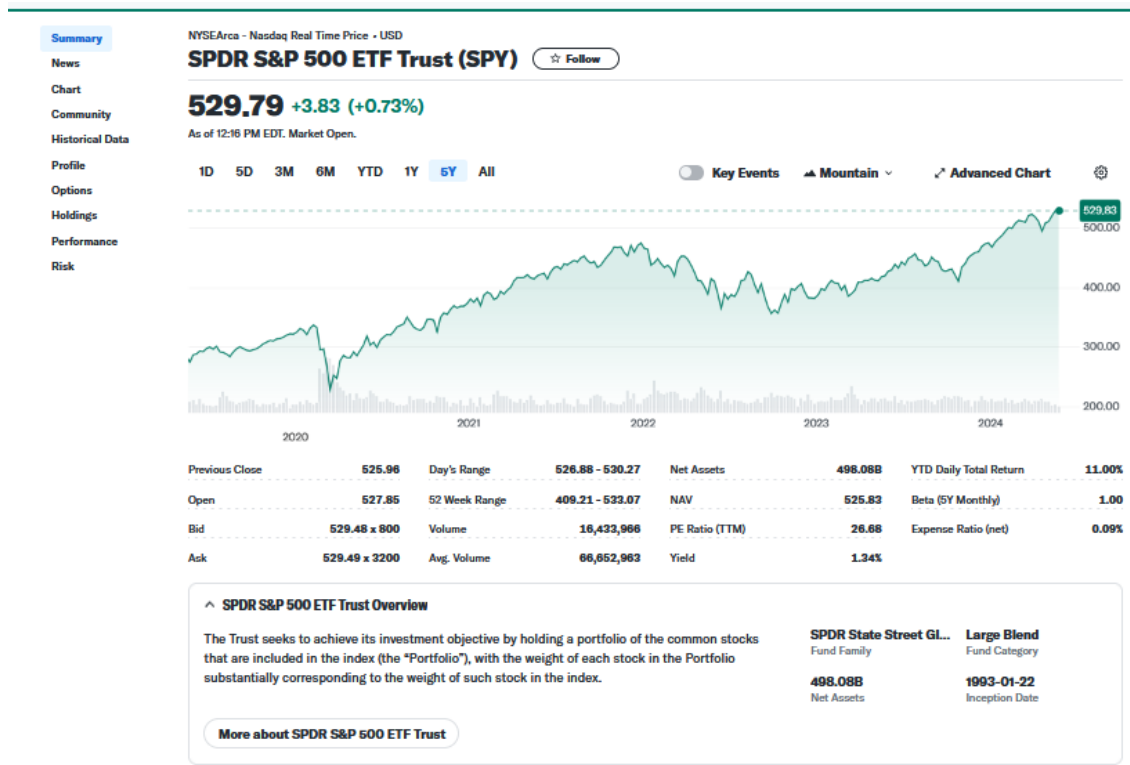 Summary
News
Chart
Community
Historical Data
Profile
Options
Holdings
Performance
Risk
NYSEArca - Nasdaq Real Time Price • USD
SPDR S&P 500 ETF Trust (SPY) ☆ Follow
529.79 +3.83 (+0.73%)
As of 12:16 PM EDT. Market Open.
1D 5D 3M 6M YTD 1Y 5Y All Key Events Mountain Advanced Chart
529.83
500.00
400.00
300.00
200.00
2020 2021 2022 2023 2024
Previous Close 525.96 Day's Range 526.88 - 530.27 Net Assets 498.08B YTD Daily Total Return 11.00%
Open 527.85 52 Week Range 409.21 - 533.07 NAV 525.83 Beta (5Y Monthly) 1.00
Bid 529.48 x 800 Volume 16,433,966 PE Ratio (TTM) 26.68 Expense Ratio (net) 0.09%
Ask 529.49 x 3200 Avg. Volume 66,652,963 Yield 1.34%
SPDR S&P 500 ETF Trust Overview
The Trust seeks to achieve its investment objective by holding a portfolio of the common stocks
that are included in the index (the “Portfolio”), with the weight of each stock in the Portfolio
substantially corresponding to the weight of such stock in the index.
More about SPDR S&P 500 ETF Trust
SPDR State Street Gl... Large Blend
Fund Family Fund Category
498.08B 1993-01-22
Net Assets Inception Date